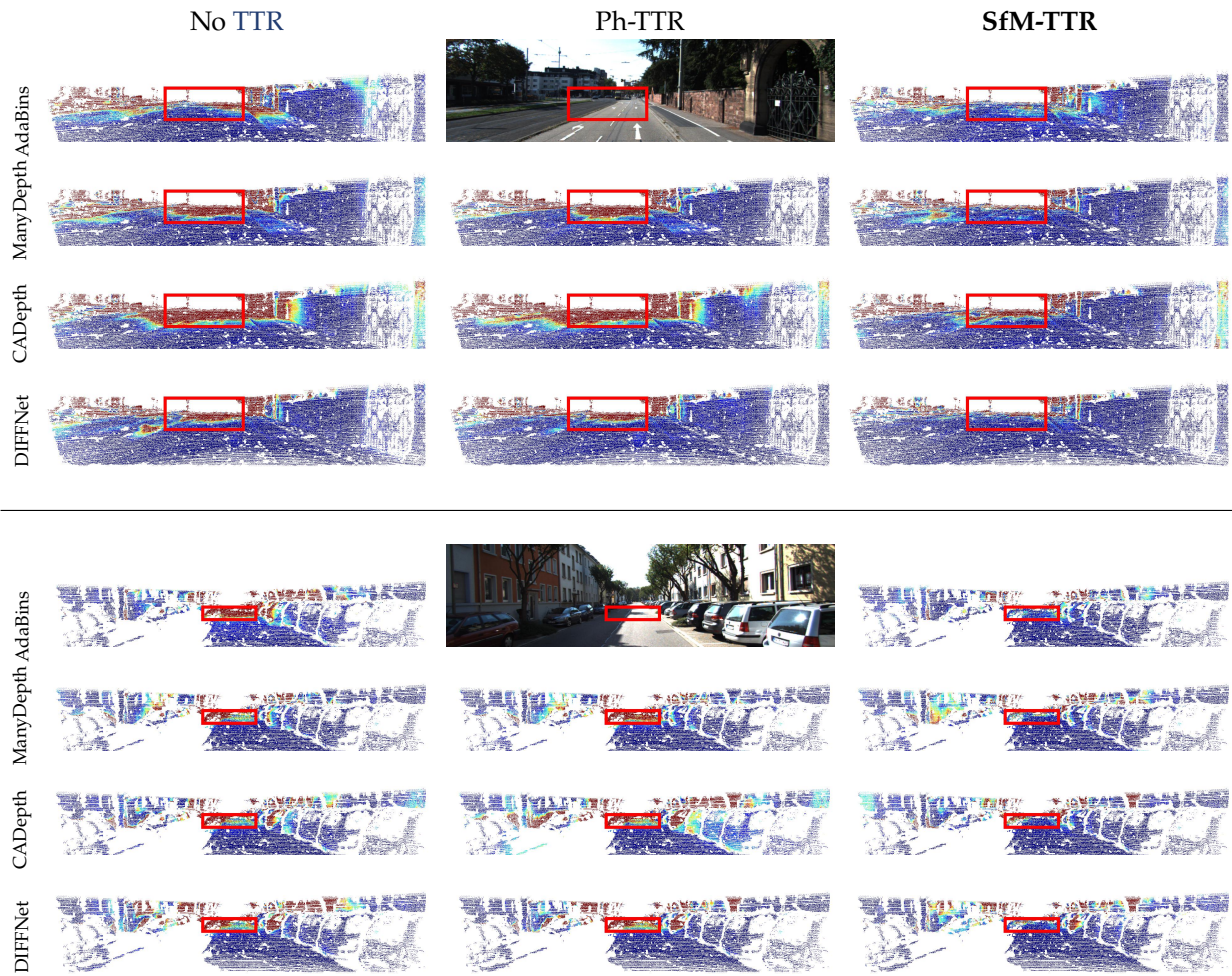 No TTR Ph-TTR SfM-TTR
AdaBins
ManyDepth
CADepth
DIFFNet
AdaBins
ManyDepth
CADepth
DIFFNet